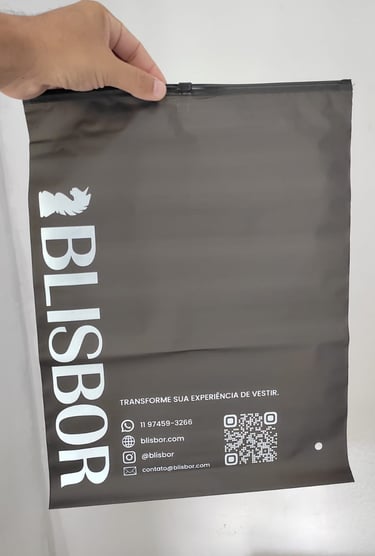 BLISBOR
TRANSFORME SUA EXPERIÊNCIA DE VESTIR.
11 97459-3266
blisbor.com
@blisbor
contato@blisbor.com